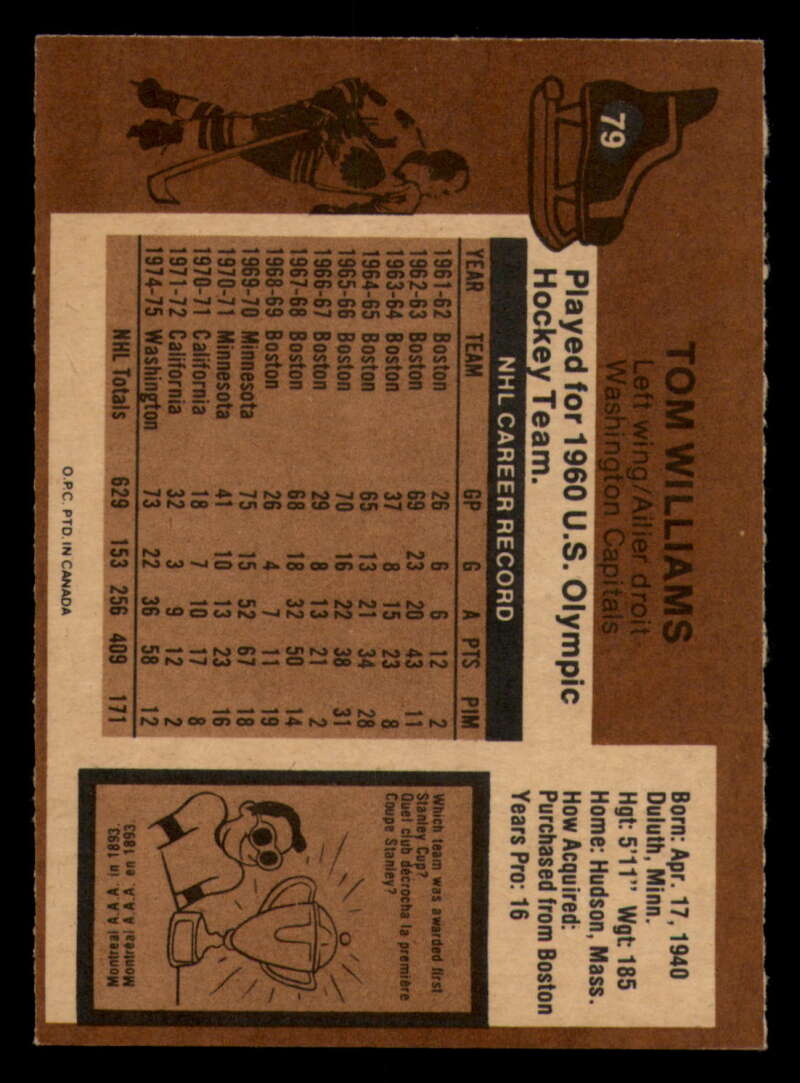 79
TOM WILLIAMS
Left wing/Ailier droit
Washington Capitals
Played for 1960 U.S. Olympic
Hockey Team.
NHL CAREER RECORD
YEAR TEAM GP G A PTS PIM
1961-62 Boston 26 6 6 12 2
1962-63 Boston 69 23 20 43 11
1963-64 Boston 37 8 15 23 8
1964-65 Boston 65 13 21 34 28
1965-66 Boston 70 16 22 38 31
1966-67 Boston 29 8 13 21 2
1967-68 Boston 68 18 32 50 14
1968-69 Boston 26 4 7 11 19
1969-70 Minnesota 75 15 52 67 18
1970-71 Minnesota 41 10 13 23 16
1970-71 California 18 7 10 17 8
1971-72 California 32 3 9 12 2
1974-75 Washington 73 22 36 58 12
NHL Totals 629 153 256 409 171
O.P.C. PTD. IN CANADA
Born: Apr. 17, 1940
Duluth, Minn.
Hgt: 5'11" Wgt: 185
Home: Hudson, Mass.
How Acquired:
Purchased from Boston
Years Pro: 16
Which team was awarded first
Stanley Cup?
Quel club décrocha la première
Coupe Stanley?
Montreal A.A.A. en 1893
Montreal A.A.A. in 1893.